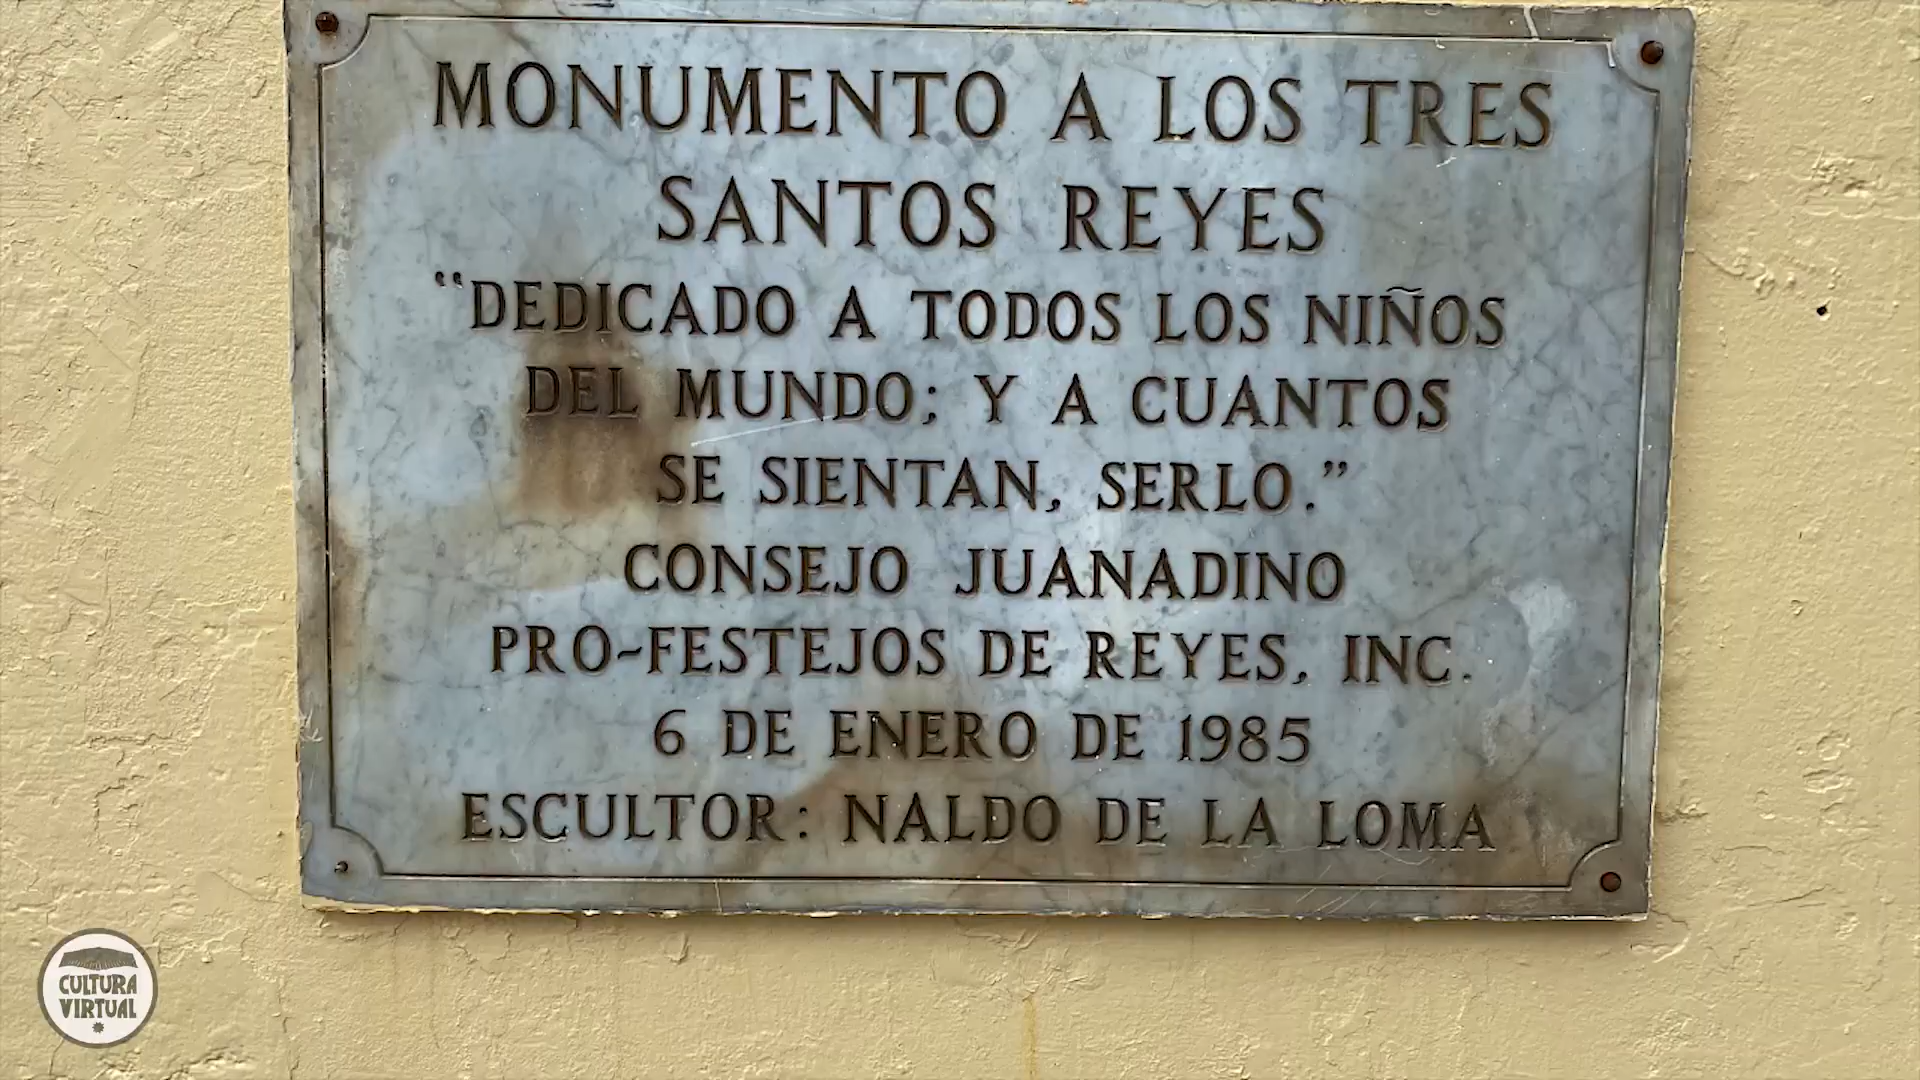 MONUMENTO A LOS TRES
SANTOS REYES
“DEDICADO A TODOS LOS NIÑOS
DEL MUNDO; Y A CUANTOS
SE SIENTAN, SERLO.”
CONSEJO JUANADINO
PRO-FESTEJOS DE REYES, INC.
6 DE ENERO DE 1985
ESCULTOR: NALDO DE LA LOMA
CULTURA
VIRTUAL